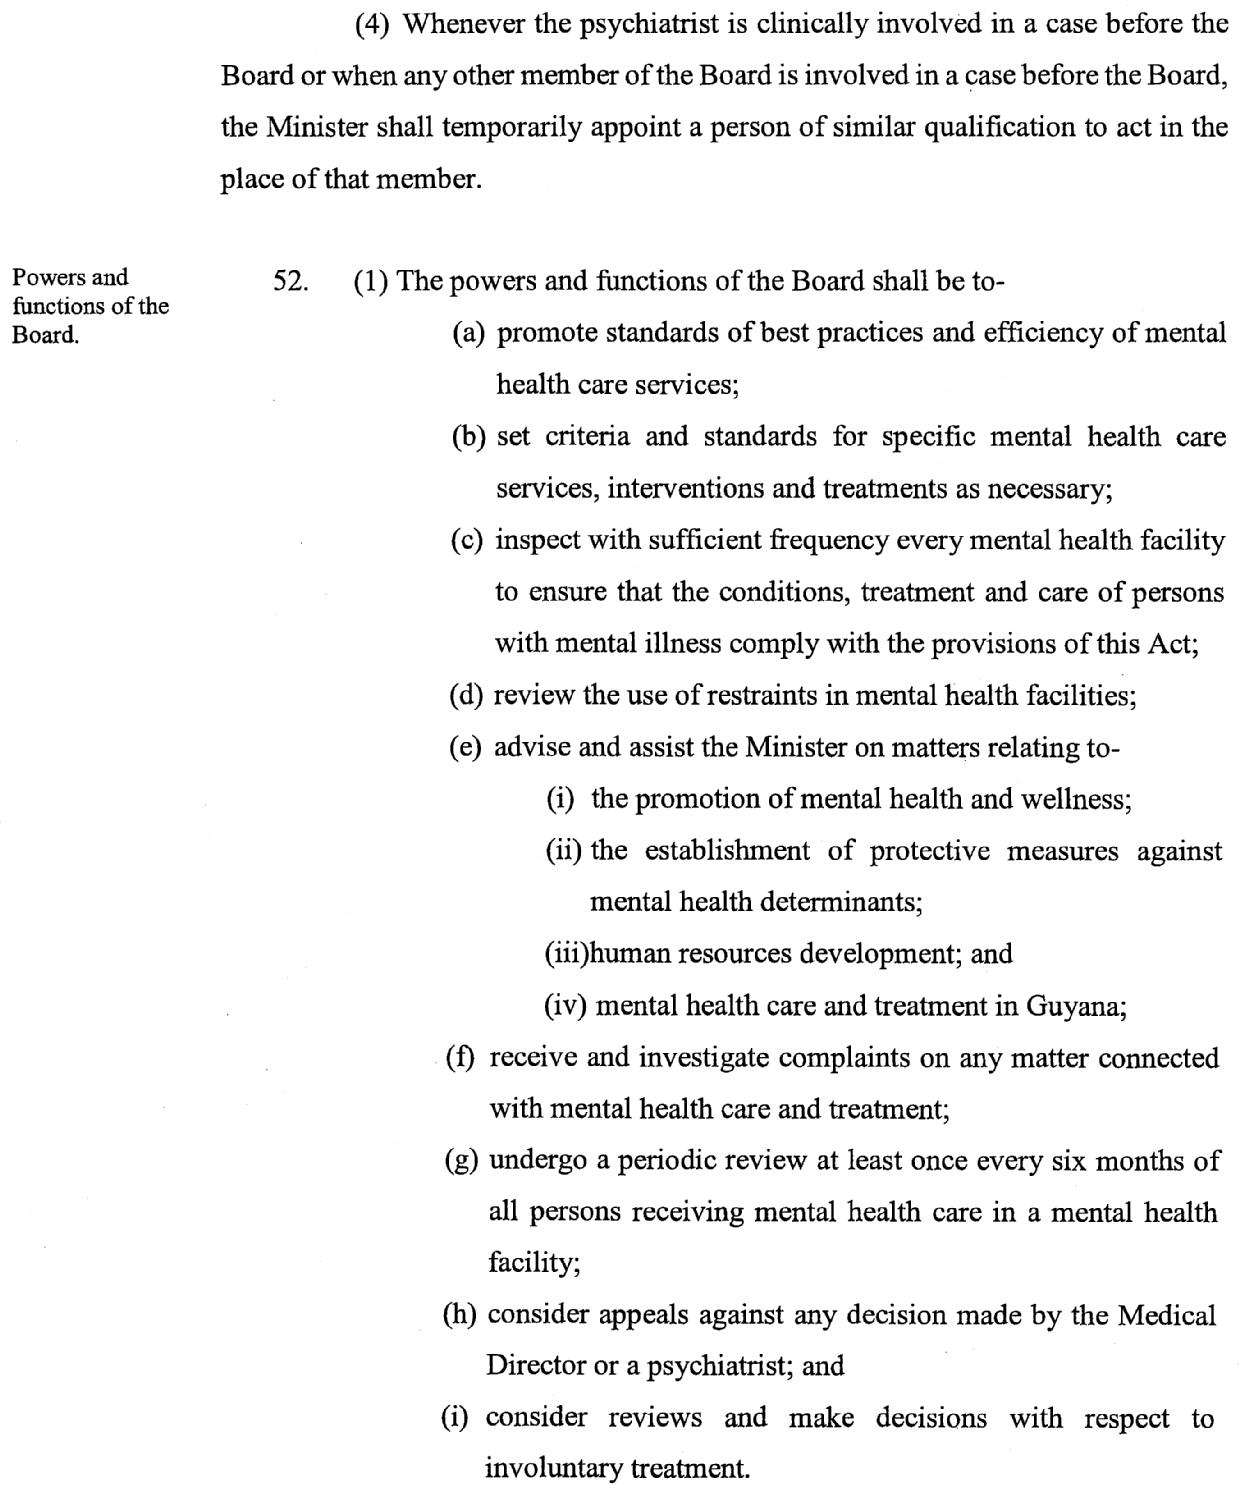 (4) Whenever the psychiatrist is clinically involved in a case before the
Board or when any other member of the Board is involved in a case before the Board,
the Minister shall temporarily appoint a person of similar qualification to act in the
place of that member.
Powers and
functions of the
Board.
52. (1) The powers and functions of the Board shall be to-
(a) promote standards of best practices and efficiency of mental
health care services;
(b) set criteria and standards for specific mental health care
services, interventions and treatments as necessary;
(c) inspect with sufficient frequency every mental health facility
to ensure that the conditions, treatment and care of persons
with mental illness comply with the provisions of this Act;
(d) review the use of restraints in mental health facilities;
(e) advise and assist the Minister on matters relating to-
(i) the promotion of mental health and wellness;
(ii) the establishment of protective measures against
mental health determinants;
(iii)human resources development; and
(iv) mental health care and treatment in Guyana;
(f) receive and investigate complaints on any matter connected
with mental health care and treatment;
(g) undergo a periodic review at least once every six months of
all persons receiving mental health care in a mental health
facility;
(h) consider appeals against any decision made by the Medical
Director or a psychiatrist; and
(i) consider reviews and make decisions with respect to
involuntary treatment.